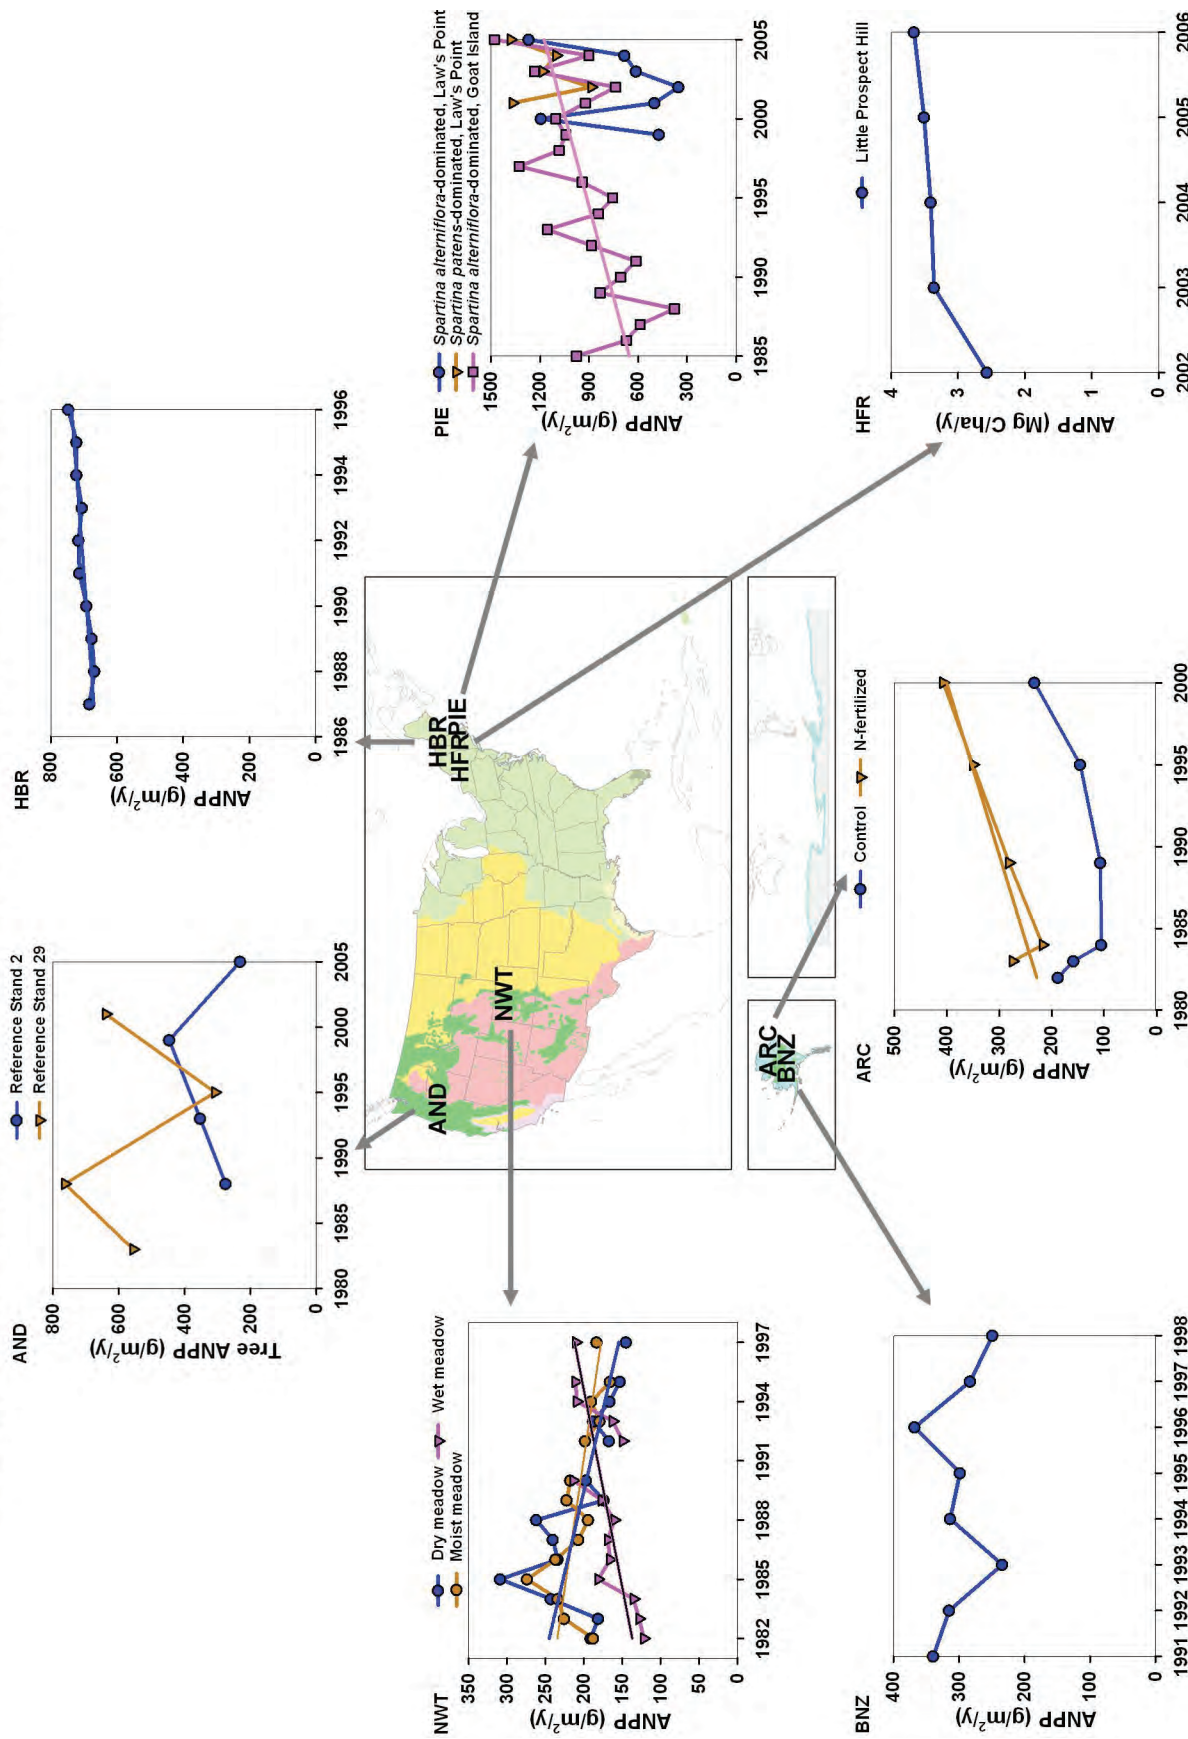 AND
Reference Stand 2
Reference Stand 29
Tree ANPP (g/m²/y)
800
600
400
200
0
1980 1985 1990 1995 2000 2005
HBR
ANPP (g/m²/y)
800
600
400
200
0
1986 1988 1990 1992 1994 1996
NWT
Dry meadow Wet meadow
Moist meadow
ANPP (g/m²/y)
350
300
250
200
150
100
50
0
1982 1985 1988 1991 1994 1997
AND
NWT
HBR
HFR PIE
PIE
Spartina alterniflora-dominated, Law's Point
Spartina patens-dominated, Law's Point
Spartina alterniflora-dominated, Goat Island
ANPP (g/m²/y)
1500
1200
900
600
300
0
1985 1990 1995 2000 2005
ARC
BNZ
BNZ
ANPP (g/m²/y)
400
300
200
100
0
1991 1992 1993 1994 1995 1996 1997 1998
ARC
Control N-fertilized
ANPP (g/m²/y)
500
400
300
200
100
0
1980 1985 1990 1995 2000
HFR
Little Prospect Hill
ANPP (Mg C/ha/y)
4
3
2
1
0
2002 2003 2004 2005 2006